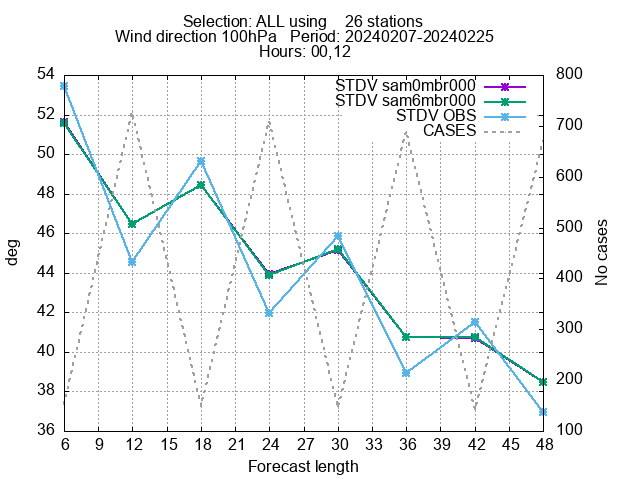 Selection: ALL using    26 stations
Wind direction 100hPa   Period: 20240207-20240225
Hours: 00,12
STDV sam0mbr000
STDV sam6mbr000
STDV OBS
CASES
54
52
50
48
46
44
42
40
38
36
deg
800
700
600
500
400
300
200
100
No cases
6 9 12 15 18 21 24 27 30 33 36 39 42 45 48
Forecast length